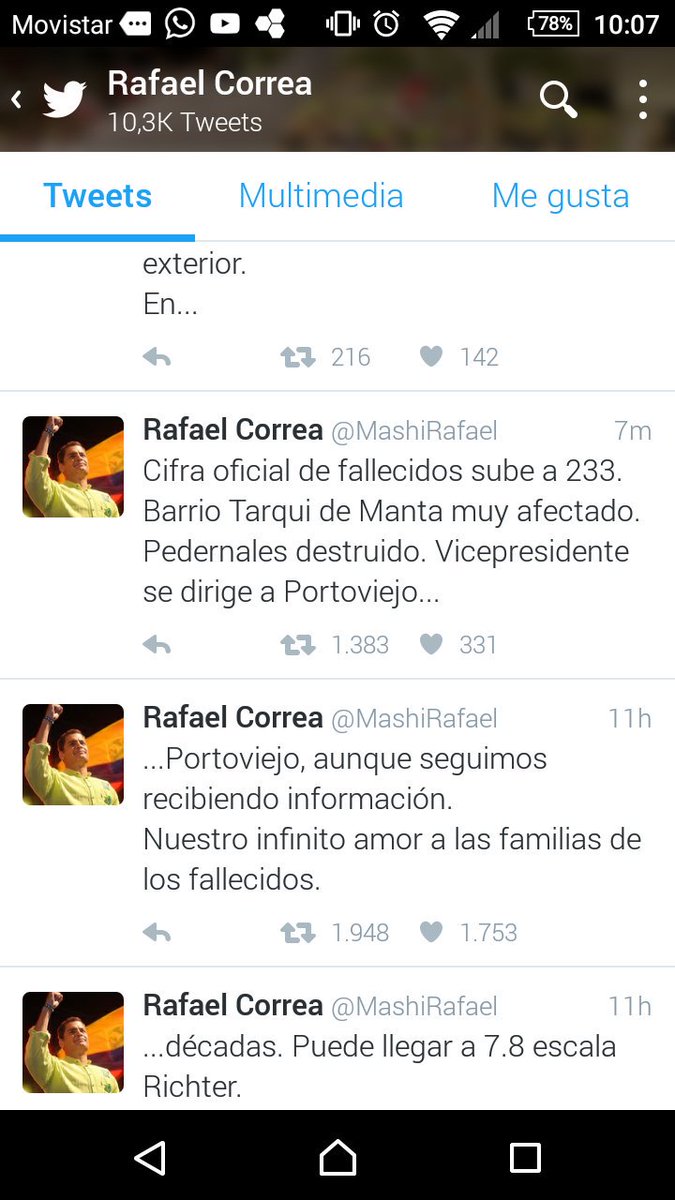 Movistar 78% 10:07
Rafael Correa
10,3K Tweets
Tweets Multimedia Me gusta
exterior.
En...
216 142
Rafael Correa @MashiRafael 7m
Cifra oficial de fallecidos sube a 233.
Barrio Tarqui de Manta muy afectado.
Pedernales destruido. Vicepresidente
se dirige a Portoviejo...
1.383 331
Rafael Correa @MashiRafael 11h
...Portoviejo, aunque seguimos
recibiendo información.
Nuestro infinito amor a las familias de
los fallecidos.
1.948 1.753
Rafael Correa @MashiRafael 11h
...décadas. Puede llegar a 7.8 escala
Richter.